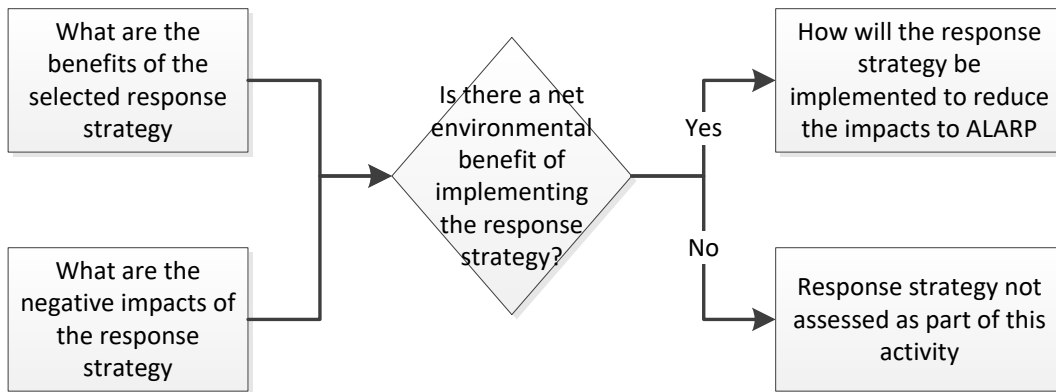 What are the
benefits of the
selected response
strategy
What are the
negative impacts of
the response
strategy
Is there a net
environmental
benefit of
implementing
the response
strategy?
Yes
No
How will the response
strategy be
implemented to reduce
the impacts to ALARP
Response strategy not
assessed as part of this
activity